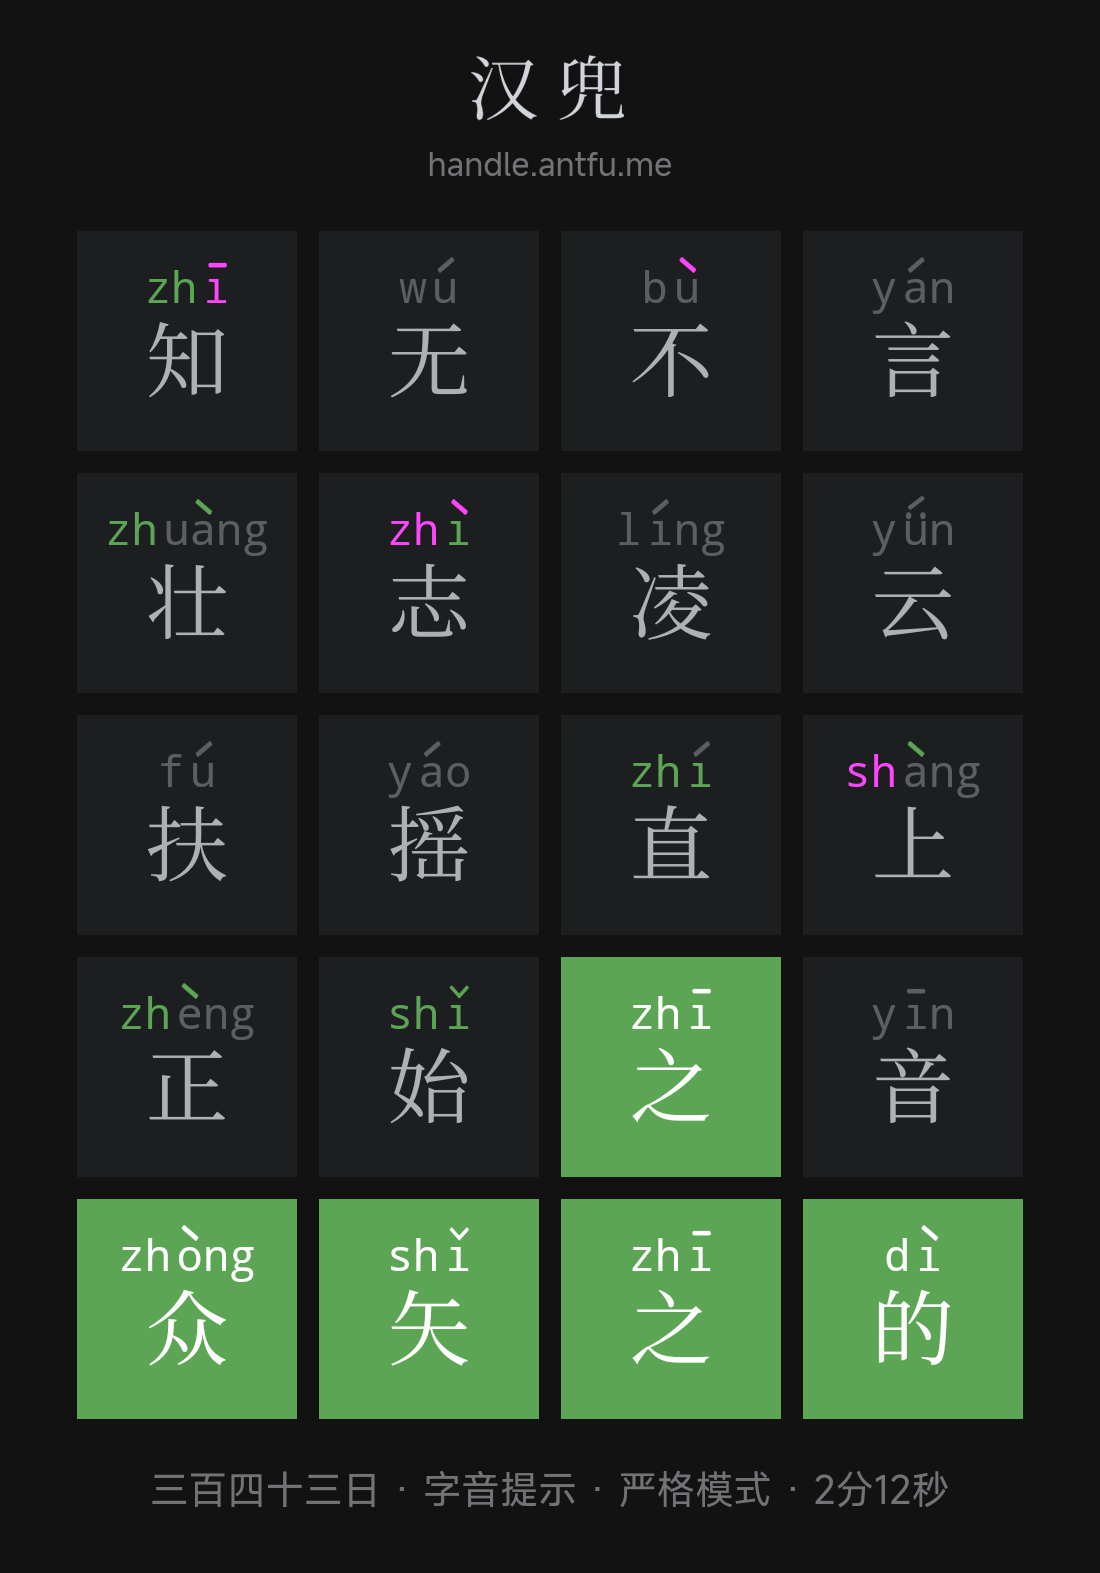 汉兜
handle.antfu.me
zhī wú bù yán
知 无 不 言
zhuàng zhì líng yǘn
壮 志 凌 云
fú yáo zhí shàng
扶 摇 直 上
zhèng shǐ zhī yīn
正 始 之 音
zhòng shǐ zhī dì
众 矢 之 的
三百四十三日 · 字音提示 · 严格模式 · 2分12秒